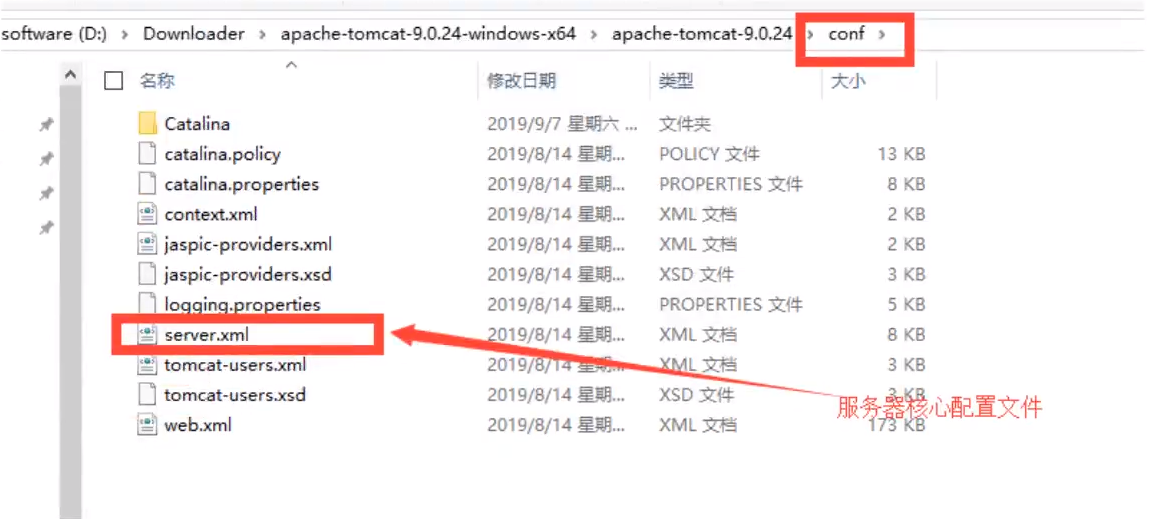 software (D:) › Downloader › apache-tomcat-9.0.24-windows-x64 › apache-tomcat-9.0.24 › conf ›
名称 修改日期 类型 大小
Catalina 2019/9/7 星期六 ... 文件夹
catalina.policy 2019/8/14 星期... POLICY 文件 13 KB
catalina.properties 2019/8/14 星期... PROPERTIES 文件 8 KB
context.xml 2019/8/14 星期... XML 文档 2 KB
jaspic-providers.xml 2019/8/14 星期... XML 文档 2 KB
jaspic-providers.xsd 2019/8/14 星期... XSD 文件 3 KB
logging.properties 2019/8/14 星期... PROPERTIES 文件 5 KB
server.xml 2019/8/14 星期... XML 文档 8 KB
tomcat-users.xml 2019/8/14 星期... XML 文档 3 KB
tomcat-users.xsd 2019/8/14 星期... XSD 文件 3 KB
服务器核心配置文件
web.xml 2019/8/14 星期... XML 文档 173 KB